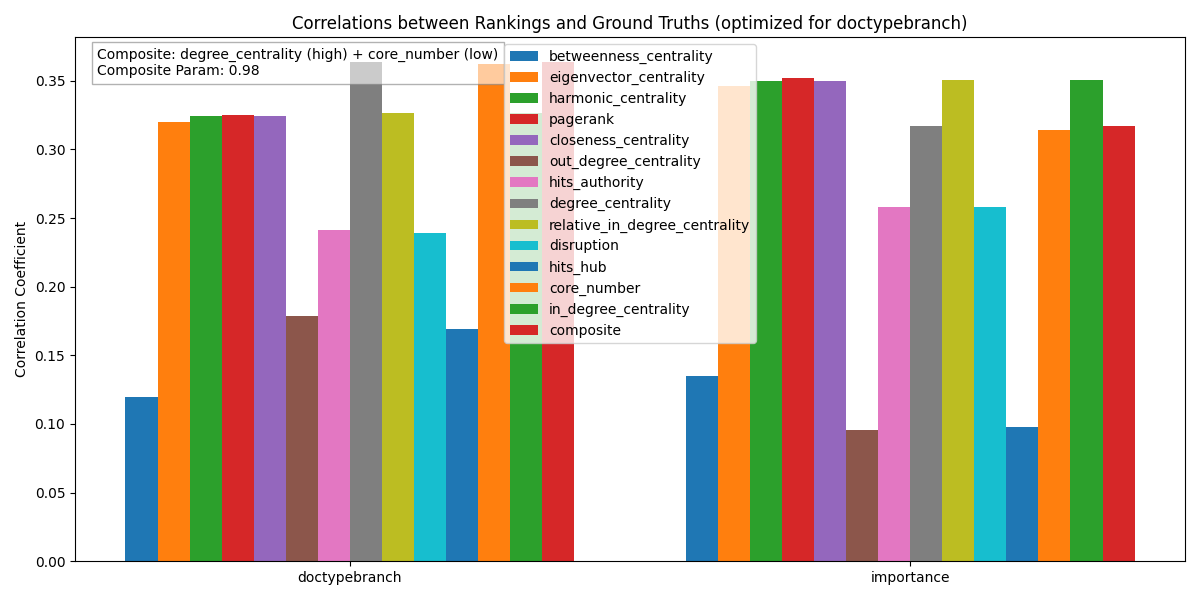 Correlations between Rankings and Ground Truths (optimized for doctypebranch)
Composite: degree_centrality (high) + core_number (low)
Composite Param: 0.98
betweenness_centrality
eigenvector_centrality
harmonic_centrality
pagerank
closeness_centrality
out_degree_centrality
hits_authority
degree_centrality
relative_in_degree_centrality
disruption
hits_hub
core_number
in_degree_centrality
composite
Correlation Coefficient
0.35
0.30
0.25
0.20
0.15
0.10
0.05
0.00
doctypebranch
importance